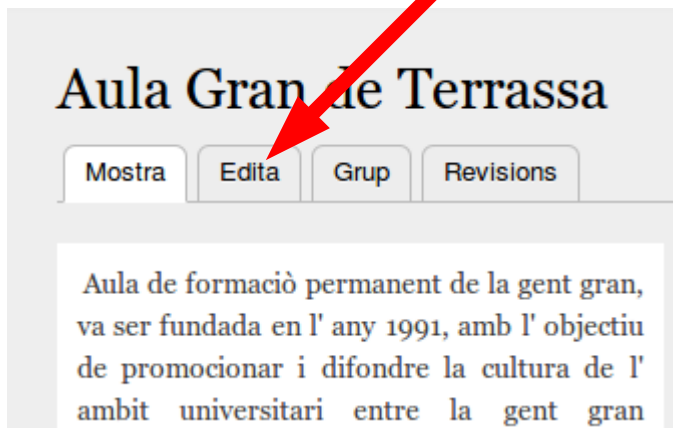 Aula Gran de Terrassa
Mostra Edita Grup Revisions
Aula de formaciò permanent de la gent gran,
va ser fundada en l' any 1991, amb l' objectiu
de promocionar i difondre la cultura de l'
ambit universitari entre la gent gran